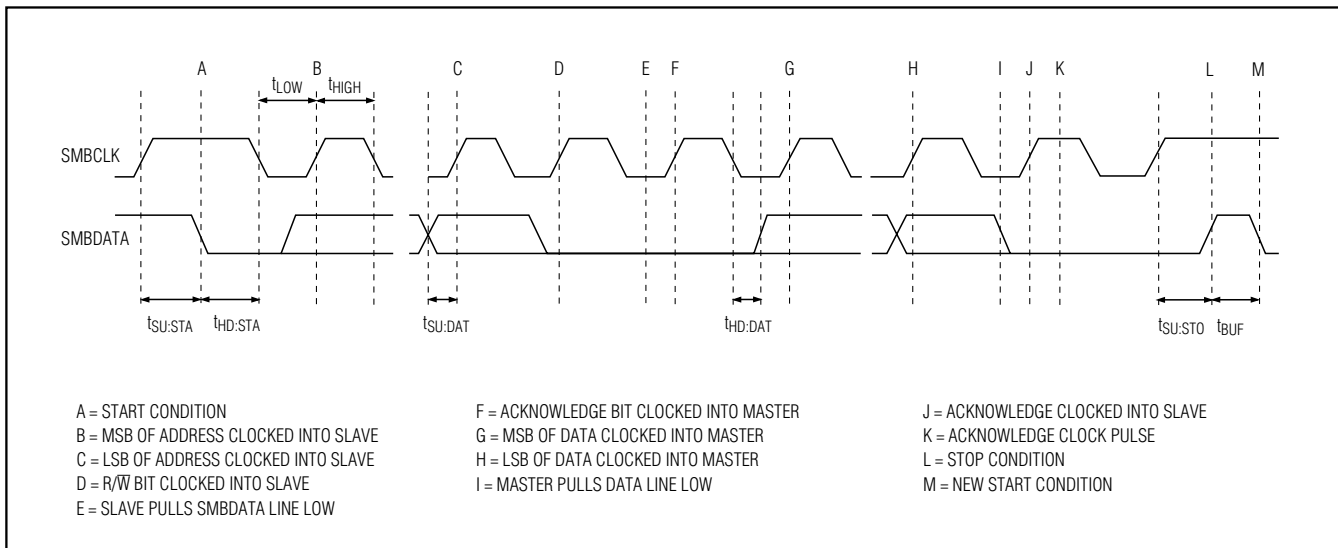 A B C D E F G H I J K L M
tLOW tHIGH
SMBCLK
SMBDATA
tSU:STA tHD:STA tSU:DAT tHD:DAT tSU:STO tBUF
A = START CONDITION
B = MSB OF ADDRESS CLOCKED INTO SLAVE
C = LSB OF ADDRESS CLOCKED INTO SLAVE
D = R/W̅ BIT CLOCKED INTO SLAVE
E = SLAVE PULLS SMBDATA LINE LOW
F = ACKNOWLEDGE BIT CLOCKED INTO MASTER
G = MSB OF DATA CLOCKED INTO MASTER
H = LSB OF DATA CLOCKED INTO MASTER
I = MASTER PULLS DATA LINE LOW
J = ACKNOWLEDGE CLOCKED INTO SLAVE
K = ACKNOWLEDGE CLOCK PULSE
L = STOP CONDITION
M = NEW START CONDITION